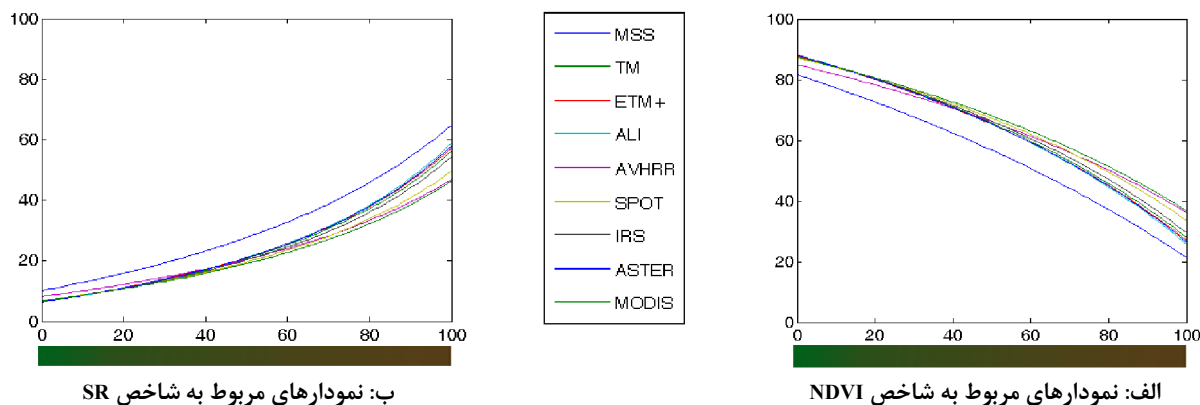 100
80
60
40
20
0
0 20 40 60 80 100
ب: نمودارهای مربوط به شاخص SR
MSS
TM
ETM+
ALI
AVHRR
SPOT
IRS
ASTER
MODIS
100
80
60
40
20
0
0 20 40 60 80 100
الف: نمودارهای مربوط به شاخص NDVI